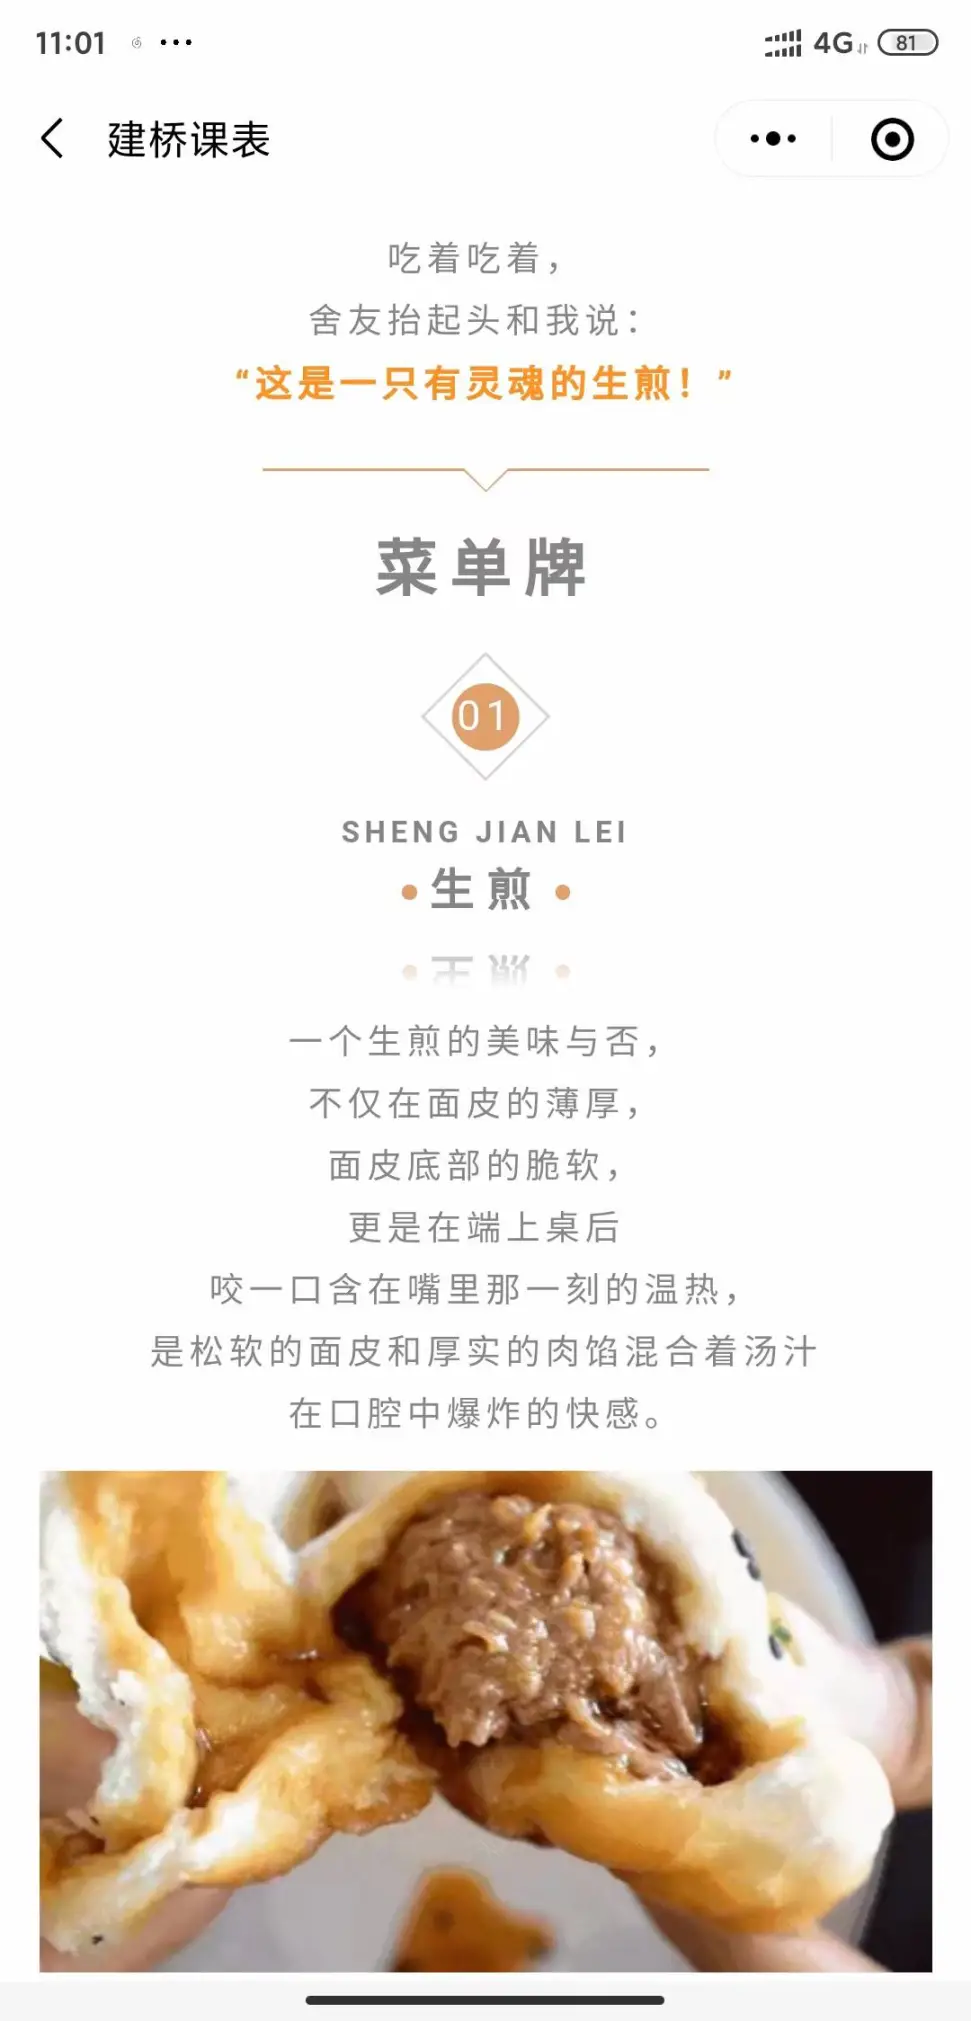 11:01
4G
81
建桥课表
吃着吃着，
舍友抬起头和我说：
“这是一只有灵魂的生煎！”
菜单牌
01
SHENG JIAN LEI
生煎
生煎
一个生煎的美味与否，
不仅在面皮的薄厚，
面皮底部的脆软，
更是在端上桌后
咬一口含在嘴里那一刻的温热，
是松软的面皮和厚实的肉馅混合着汤汁
在口腔中爆炸的快感。